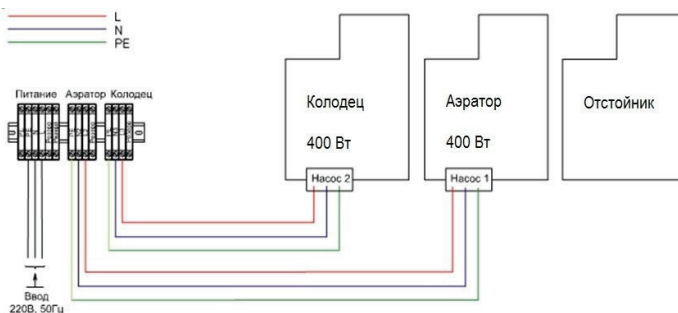 L
N
PE
Питание Аэратор Колодец
Колодец
400 Вт
Аэратор
400 Вт
Отстойник
Насос 2
Насос 1
Ввод
220В, 50Гц